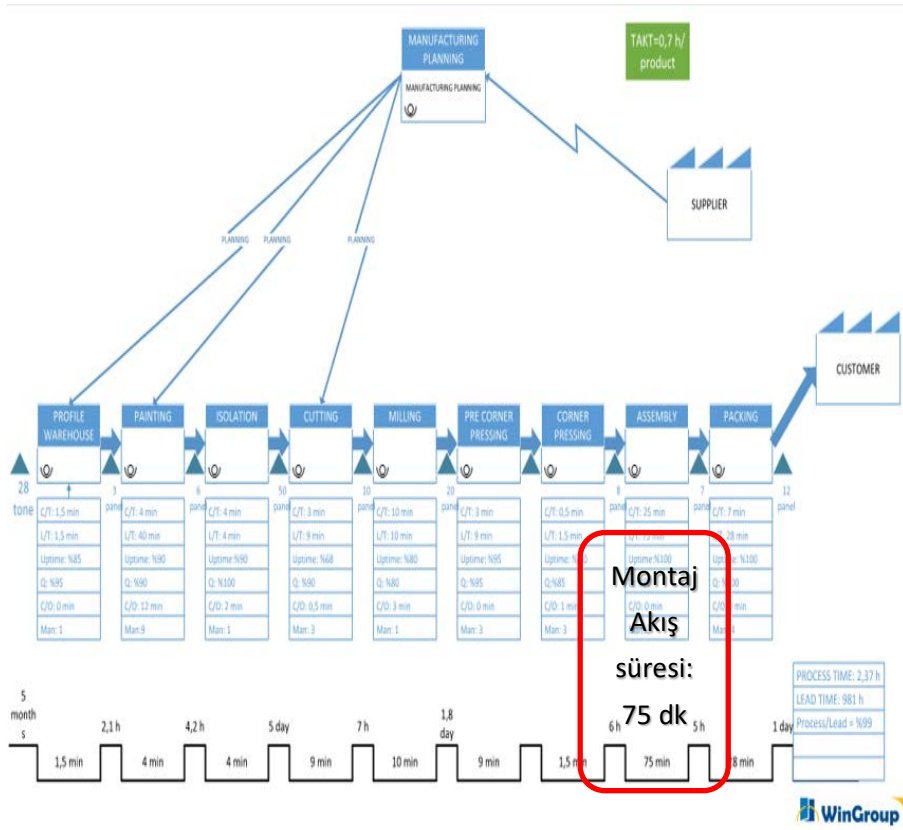 MANUFACTURING
PLANNING
MANUFACTURING PLANNING
TAKT=0,7 h/
product
SUPPLIER
PLANNING PLANNING PLANNING
CUSTOMER
PROFILE
WAREHOUSE
PAINTING
ISOLATION
CUTTING
MILLING
PRE CORNER
PRESSING
CORNER
PRESSING
ASSEMBLY
PACKING
28
tone
3
panel
6
panel
50
panel
20
panel
8
panel
7
panel
12
panel
C/T: 1,5 min
L/T: 1,5 min
Uptime: %85
Q: %95
C/O: 0 min
Man: 1
C/T: 4 min
L/T: 40 min
Uptime: %90
Q: %90
C/O: 12 min
Man:9
C/T: 4 min
L/T: 4 min
Uptime:%90
Q: %100
C/O: 2 min
Man: 1
C/T: 3 min
L/T: 9 min
Uptime: %68
Q: %90
C/O: 0,5 min
Man: 3
C/T: 10 min
L/T: 10 min
Uptime: %80
Q: %80
C/O: 3 min
Man: 1
C/T: 3 min
L/T: 9 min
Uptime: %95
Q: %95
C/O: 0 min
Man: 3
C/T: 0,5 min
L/T: 1,5 min
Q:%85
C/O: 1 min
Man: 3
C/T: 25 min
Uptime:%100
C/O: 0 min
C/T: 7 min
L/T: 28 min
Uptime: %100
Montaj
Akış
süresi:
75 dk
5
month
s
2,1 h
4,2 h
5 day
7 h
1,8
day
6 h
5 h
1 day
1,5 min
4 min
4 min
9 min
10 min
9 min
1,5 min
75 min
28 min
PROCESS TIME: 2,37 h
LEAD TIME: 981 h
Process/Lead = %99
WinGroup